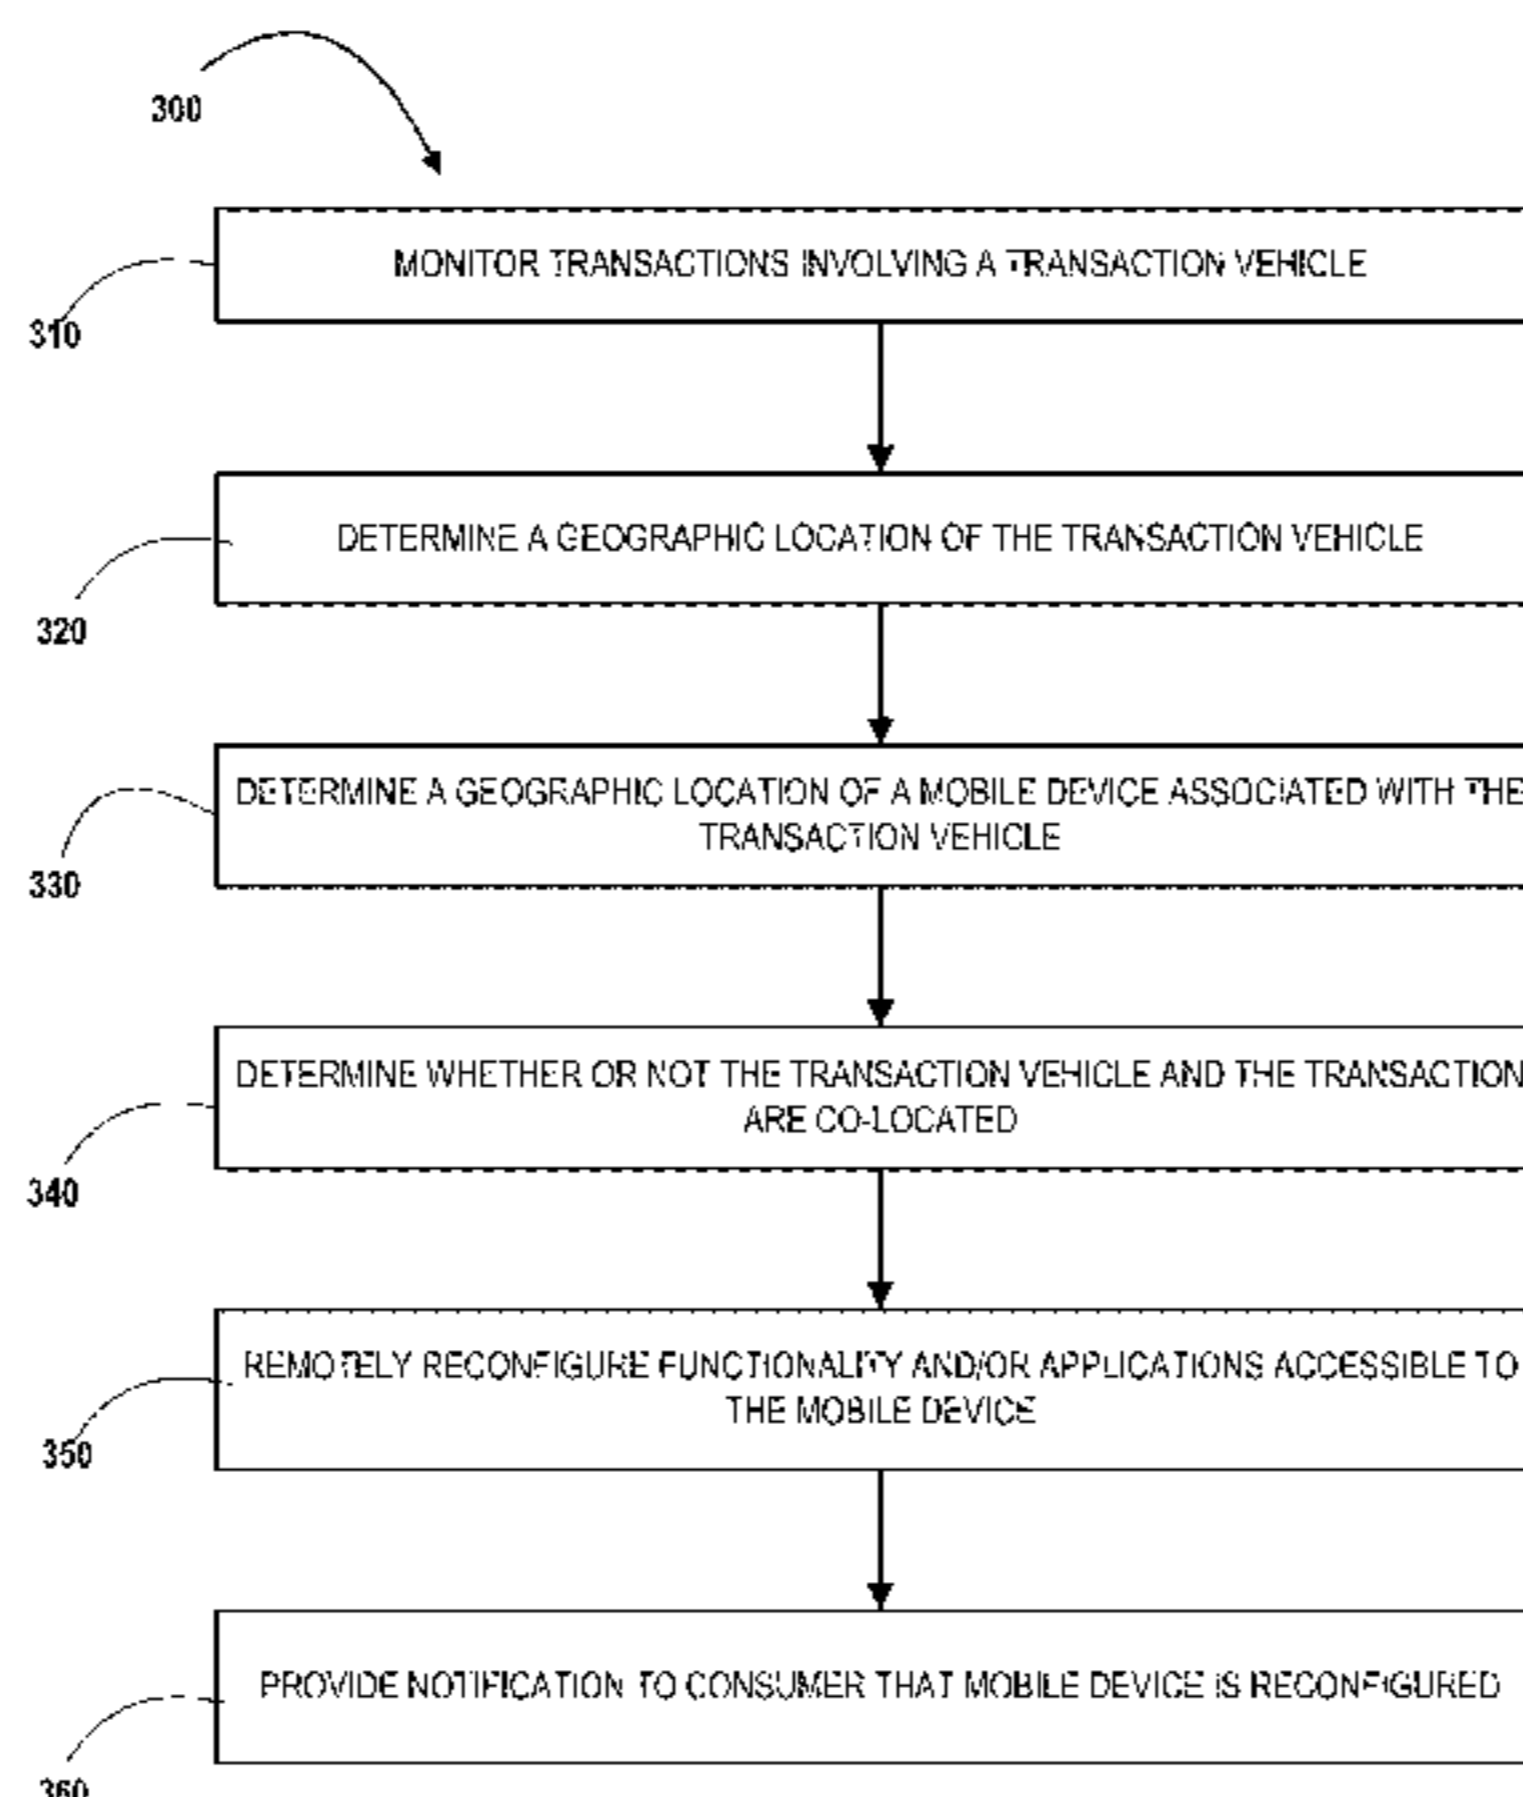 300
MONITOR TRANSACTIONS INVOLVING A TRANSACTION VEHICLE
310
DETERMINE A GEOGRAPHIC LOCATION OF THE TRANSACTION VEHICLE
320
DETERMINE A GEOGRAPHIC LOCATION OF A MOBILE DEVICE ASSOCIATED WITH THE
TRANSACTION VEHICLE
330
DETERMINE WHETHER OR NOT THE TRANSACTION VEHICLE AND THE TRANSACTION
ARE CO-LOCATED
340
REMOTELY RECONFIGURE FUNCTIONALITY AND/OR APPLICATIONS ACCESSIBLE TO
THE MOBILE DEVICE
350
PROVIDE NOTIFICATION TO CONSUMER THAT MOBILE DEVICE IS RECONFIGURED
360